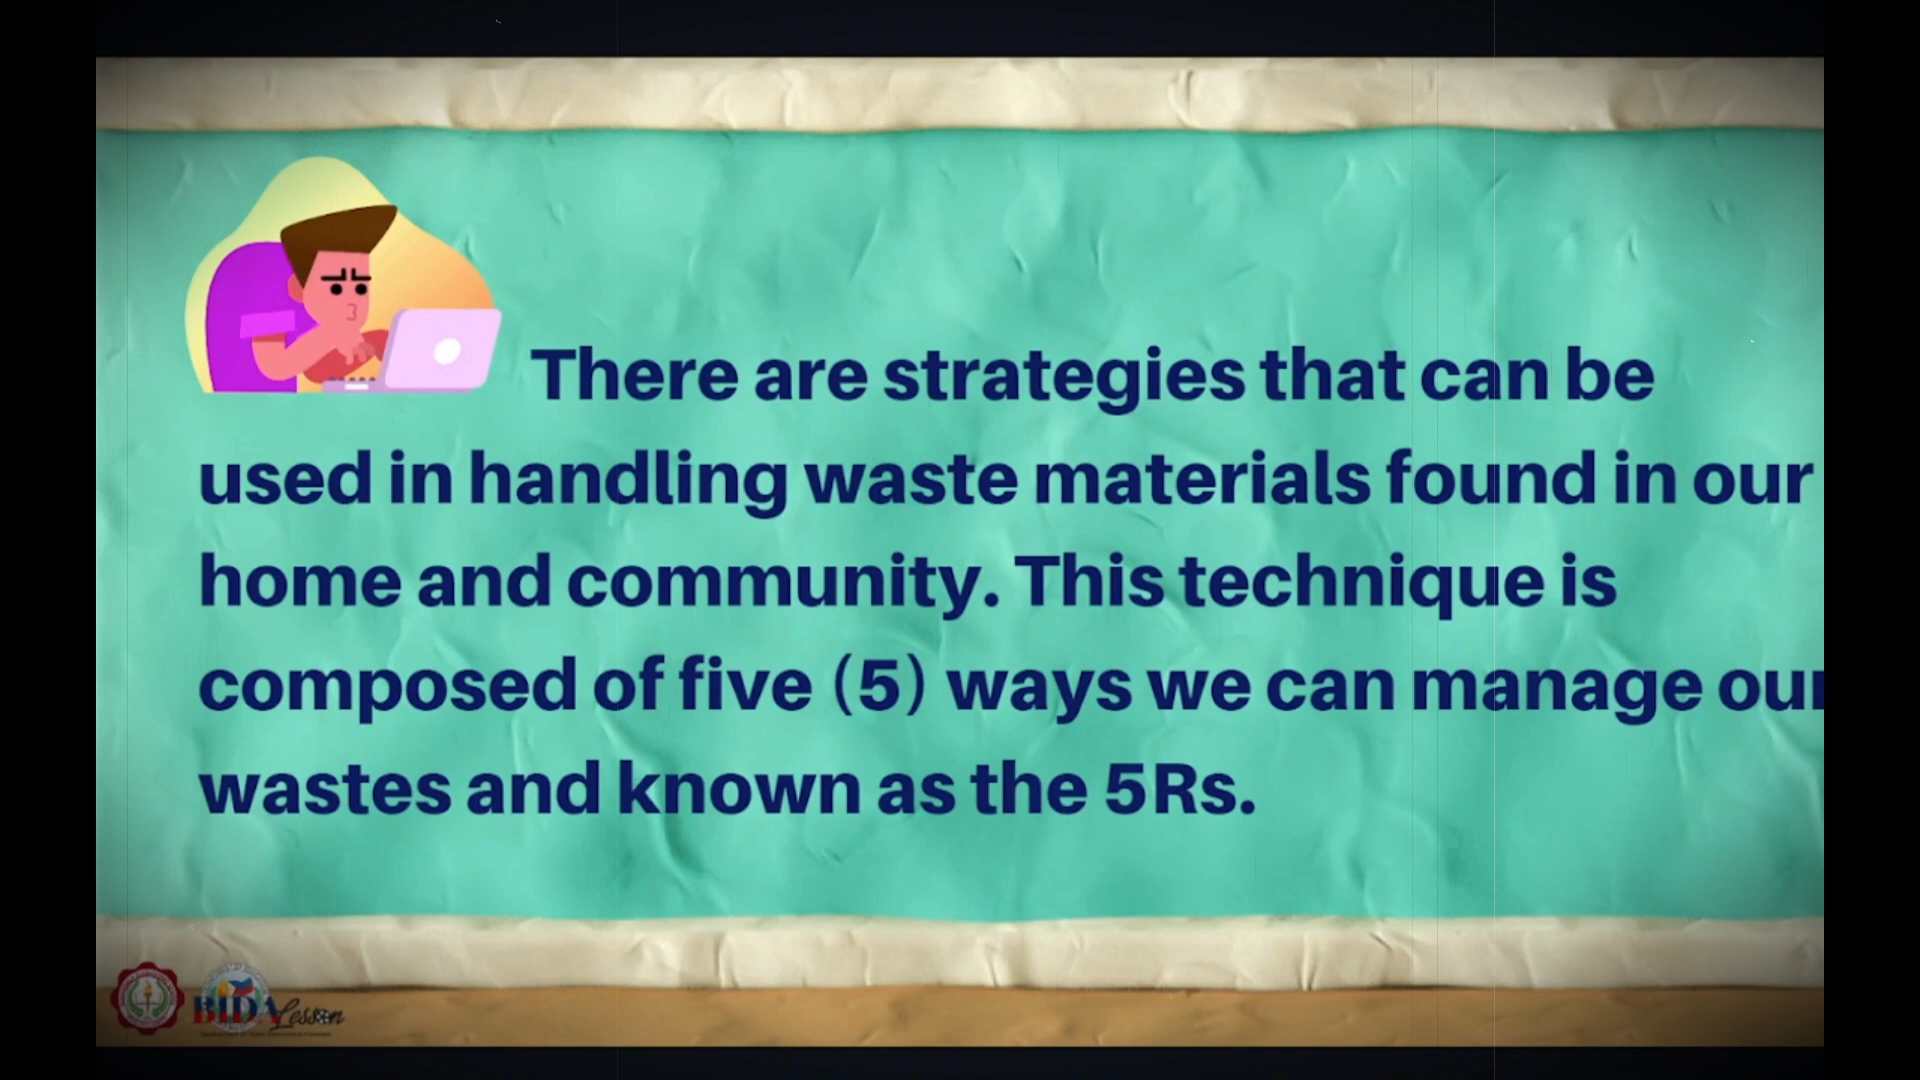 There are strategies that can be
used in handling waste materials found in our
home and community. This technique is
composed of five (5) ways we can manage our
wastes and known as the 5Rs.
BIDA Lesson